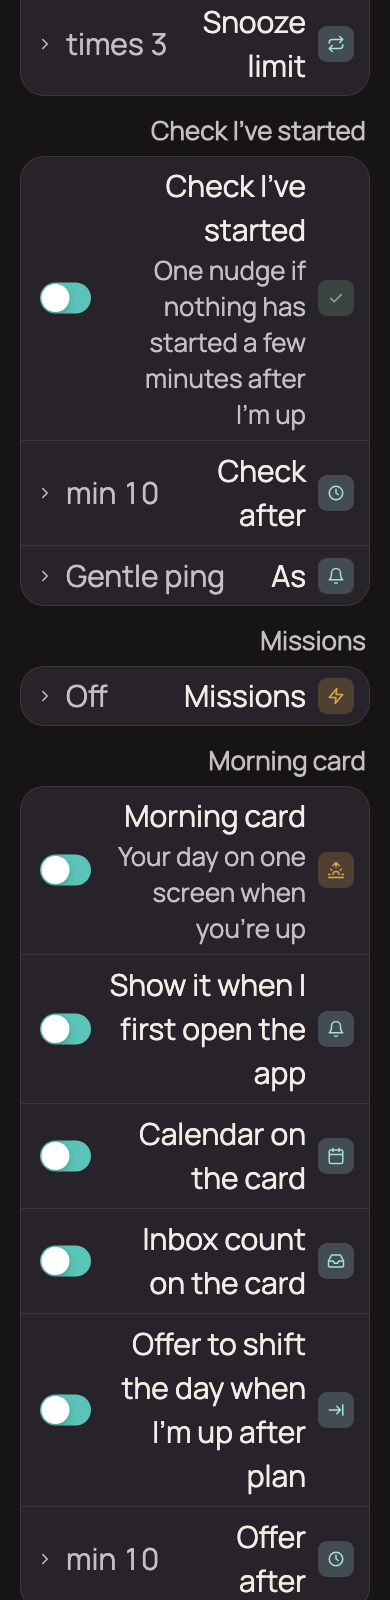 Snooze
limit
times 3
Check I've started
Check I've
started
One nudge if
nothing has
started a few
minutes after
I'm up
Check
after
min 10
As
Gentle ping
Missions
Missions
Off
Morning card
Morning card
Your day on one
screen when
you're up
Show it when I
first open the
app
Calendar on
the card
Inbox count
on the card
Offer to shift
the day when
I'm up after
plan
Offer
after
min 10